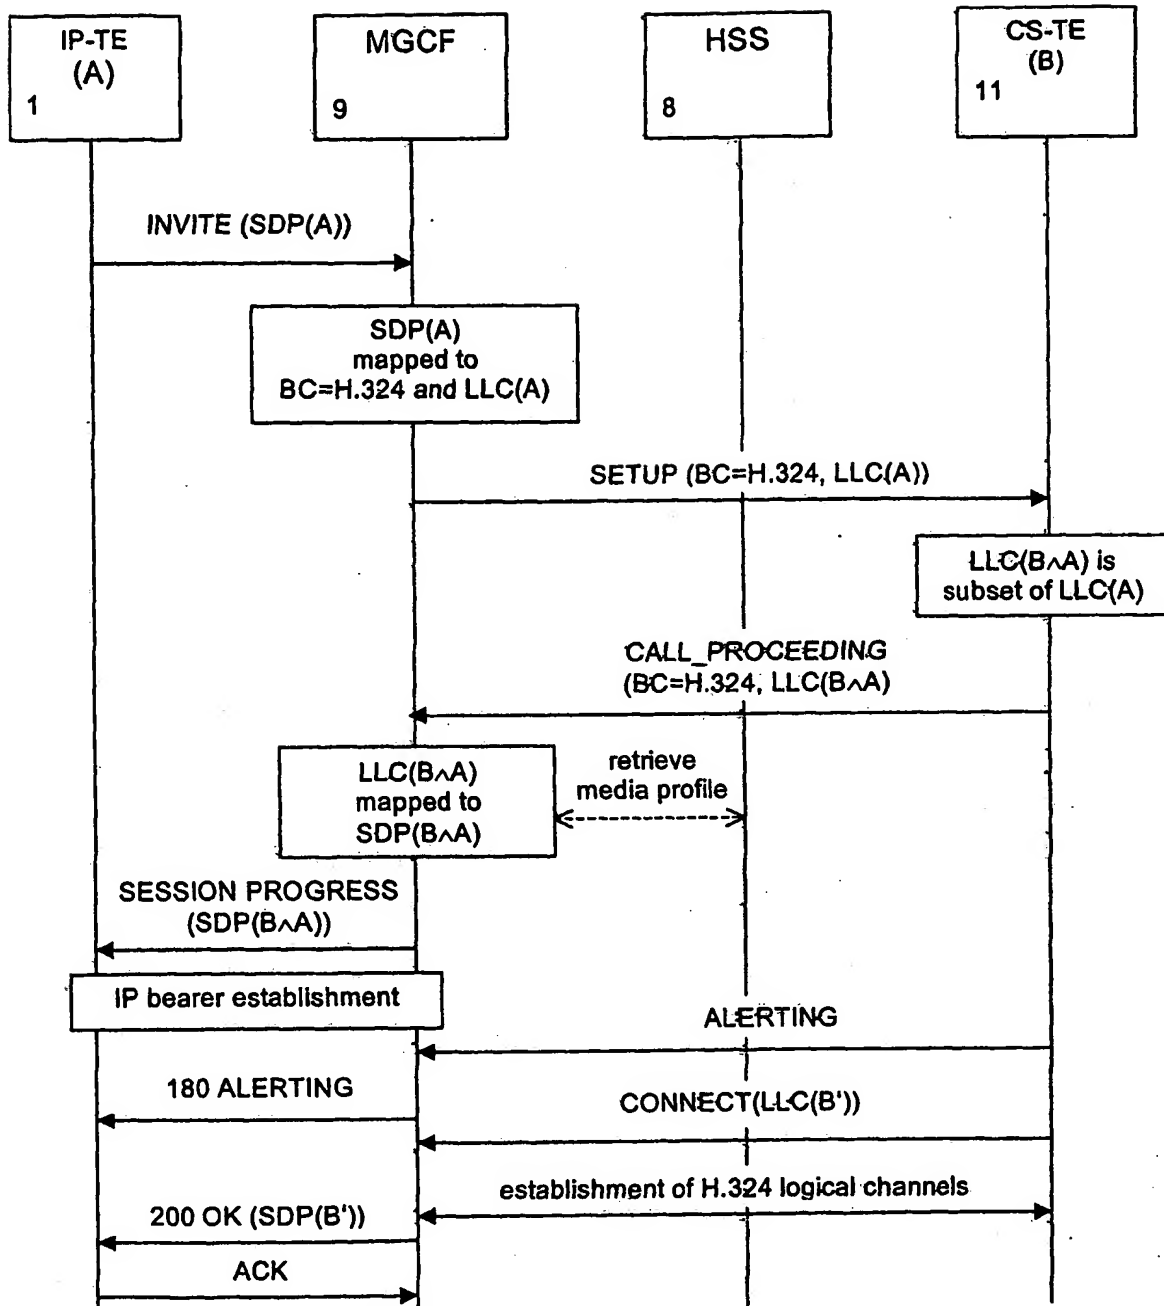 IP-TE
(A)
1
MGCF
9
HSS
8
CS-TE
(B)
11
INVITE (SDP(A))
SDP(A)
mapped to
BC=H.324 and LLC(A)
SETUP (BC=H.324, LLC(A))
LLC(B∧A) is
subset of LLC(A)
CALL_PROCEEDING
(BC=H.324, LLC(B∧A)
LLC(B∧A)
mapped to
SDP(B∧A)
retrieve
media profile
SESSION PROGRESS
(SDP(B∧A))
IP bearer establishment
ALERTING
180 ALERTING
CONNECT(LLC(B'))
establishment of H.324 logical channels
200 OK (SDP(B'))
ACK